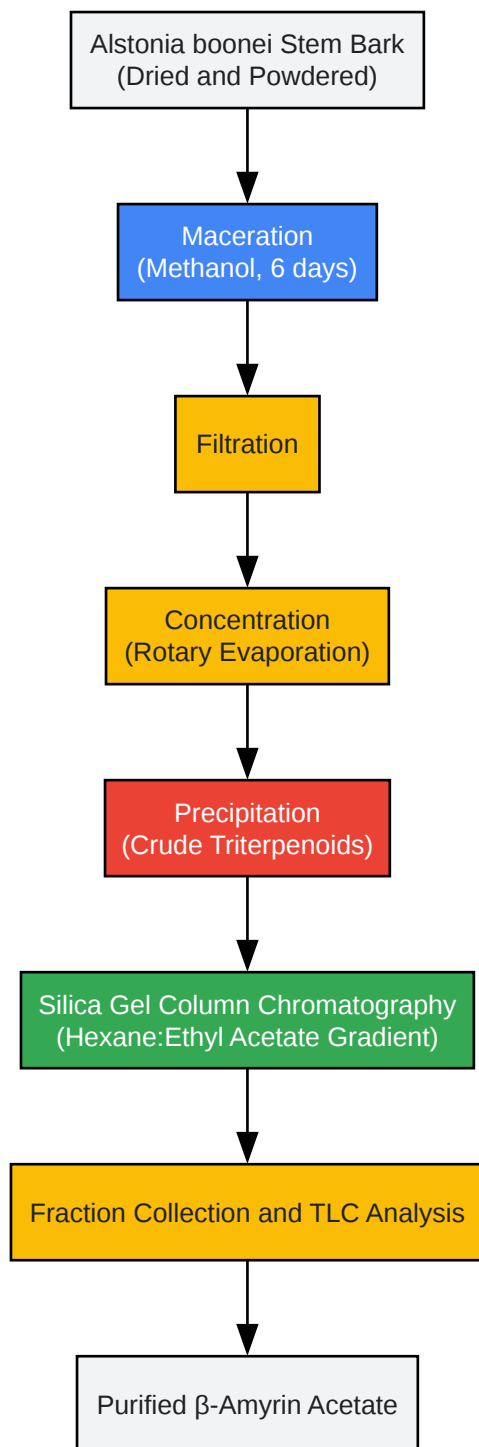 Alstonia boonei Stem Bark
(Dried and Powdered)
Maceration
(Methanol, 6 days)
Filtration
Concentration
(Rotary Evaporation)
Precipitation
(Crude Triterpenoids)
Silica Gel Column Chromatography
(Hexane:Ethyl Acetate Gradient)
Fraction Collection and TLC Analysis
Purified β-Amyrin Acetate